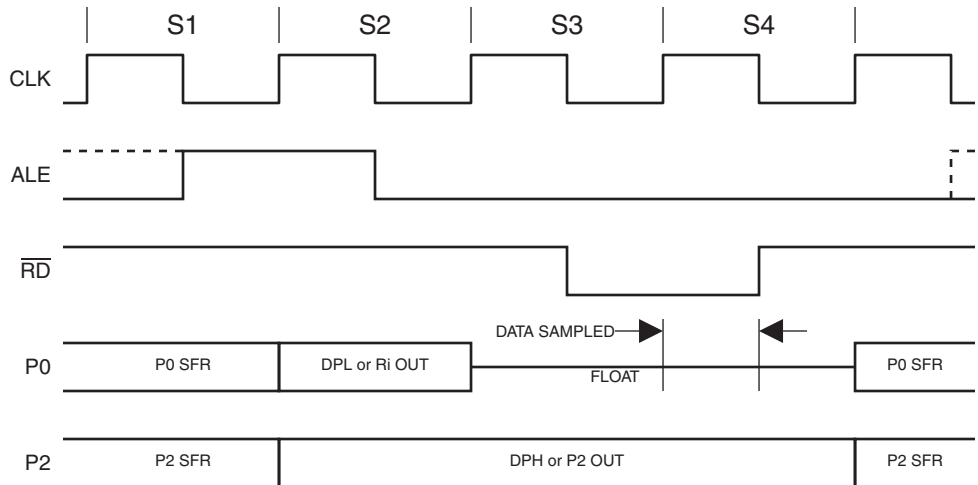 S1 S2 S3 S4
CLK
ALE
RD
DATA SAMPLED
P0 P0 SFR DPL or Ri OUT FLOAT P0 SFR
P2 P2 SFR DPH or P2 OUT P2 SFR